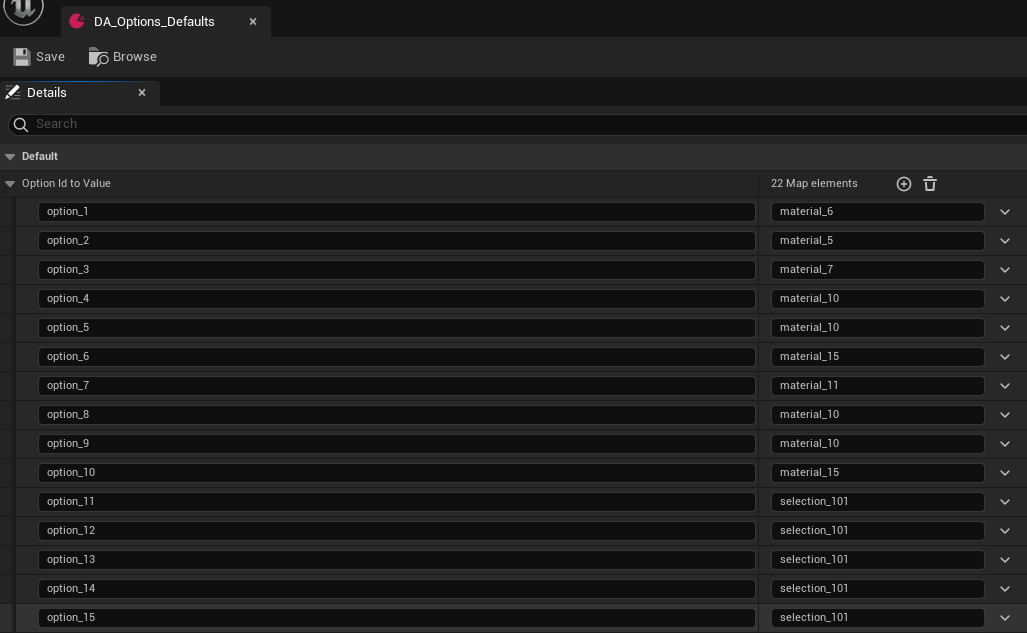 DA_Options_Defaults
Save Browse
Details
Search
Default
Option Id to Value 22 Map elements
option_1 material_6
option_2 material_5
option_3 material_7
option_4 material_10
option_5 material_10
option_6 material_15
option_7 material_11
option_8 material_10
option_9 material_10
option_10 material_15
option_11 selection_101
option_12 selection_101
option_13 selection_101
option_14 selection_101
option_15 selection_101